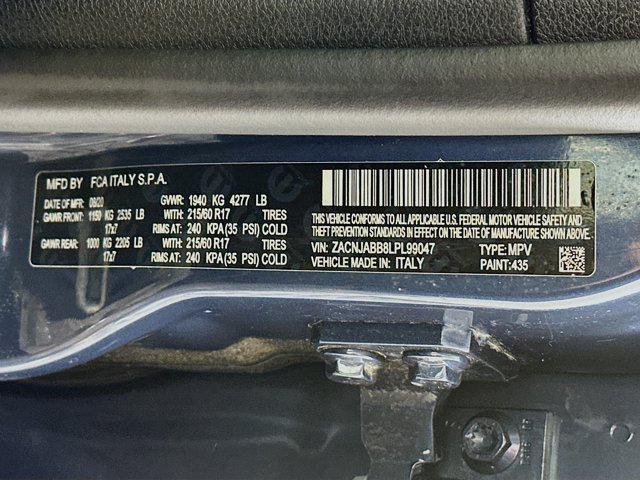 MFD BY FCA ITALY S.P.A.
DATE OF MFR 08/20 GVWR: 1940 KG 4277 LB
GAWR FRONT: 1150 KG 2535 LB WITH: 215/60 R17 TIRES
17x7 RIMS AT: 240 KPA (35 PSI) COLD
GAWR REAR: 1000 KG 2205 LB WITH: 215/60 R17 TIRES
17x7 RIMS AT: 240 KPA (35 PSI) COLD
THIS VEHICLE CONFORMS TO ALL APPLICABLE U.S. FEDERAL MOTOR VEHICLE SAFETY, BUMPER AND
THEFT PREVENTION STANDARDS IN EFFECT ON THE DATE OF MANUFACTURE SHOWN ABOVE.
VIN: ZACNJABB8LPL99047 TYPE: MPV
VEHICLE MADE IN: ITALY PAINT: 435